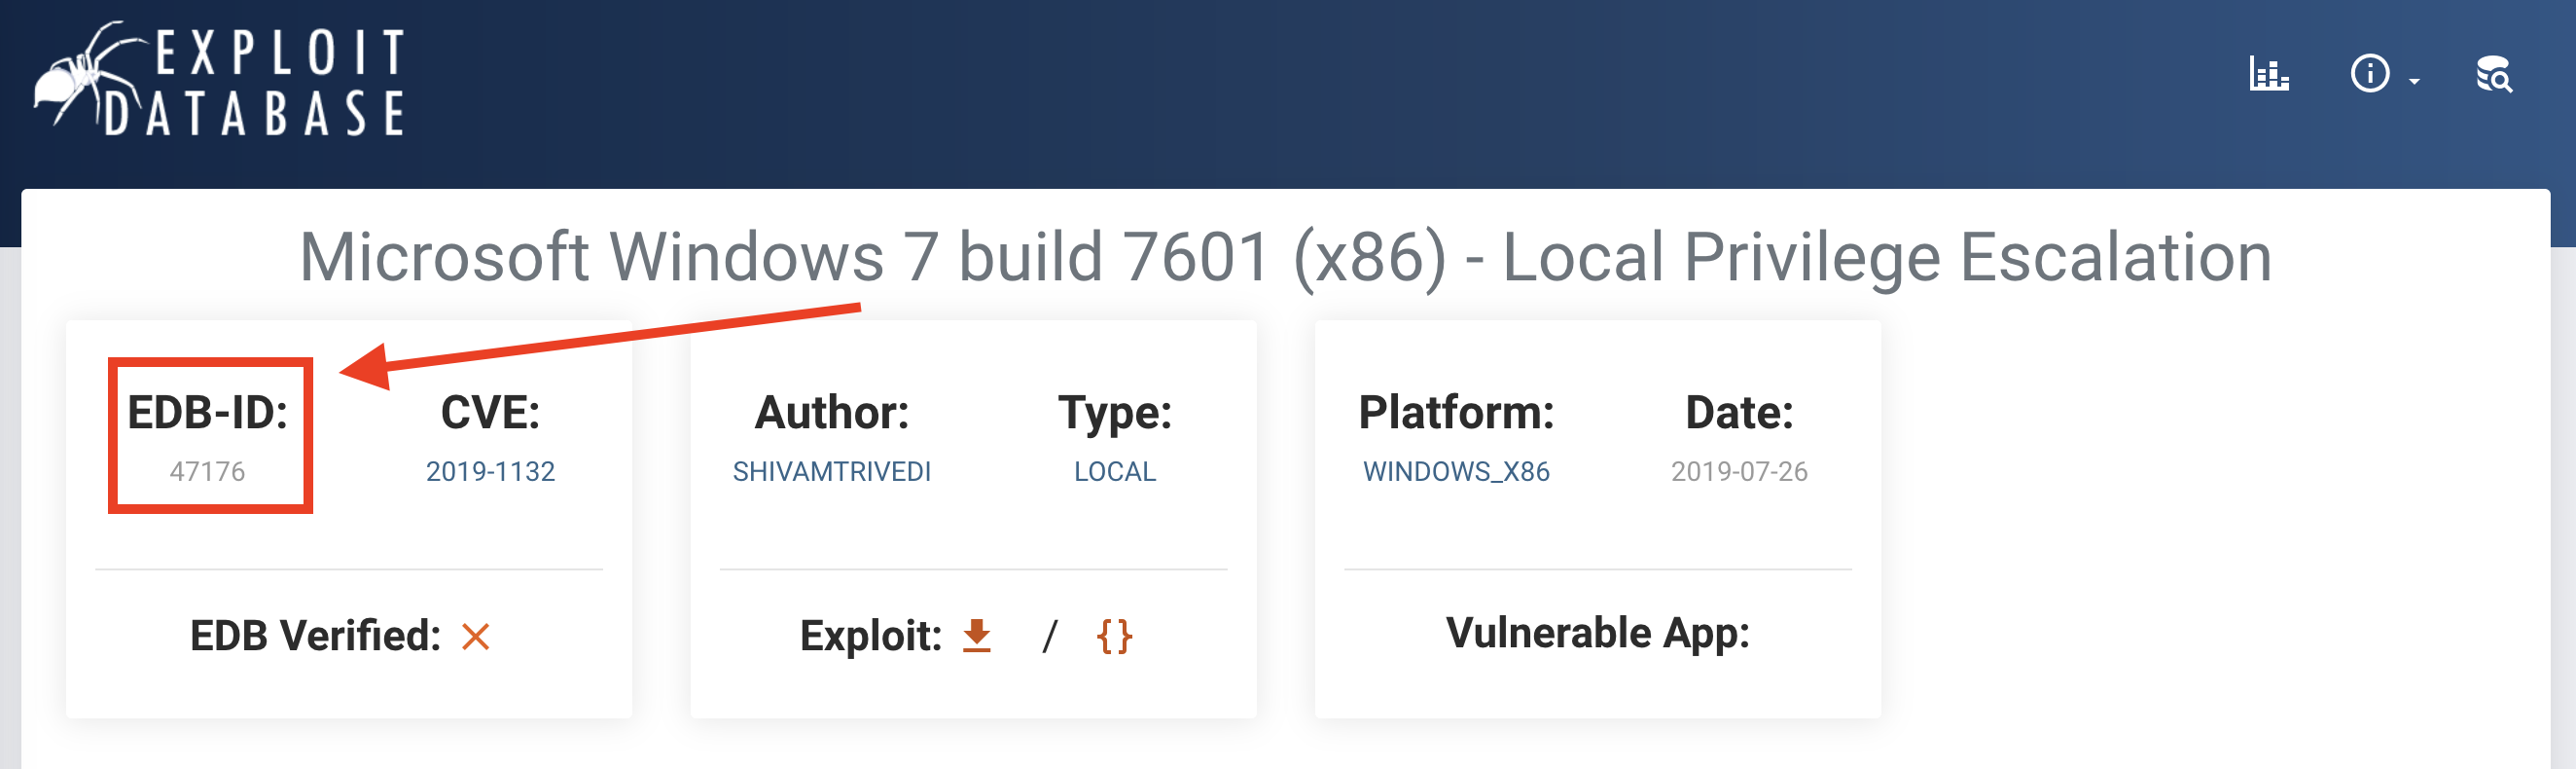 EXPLOIT
DATABASE
Microsoft Windows 7 build 7601 (x86) - Local Privilege Escalation
EDB-ID:
47176
CVE:
2019-1132
EDB Verified:
Author:
SHIVAMTRIVEDI
Type:
LOCAL
Exploit: / {}
Platform:
WINDOWS_X86
Date:
2019-07-26
Vulnerable App: